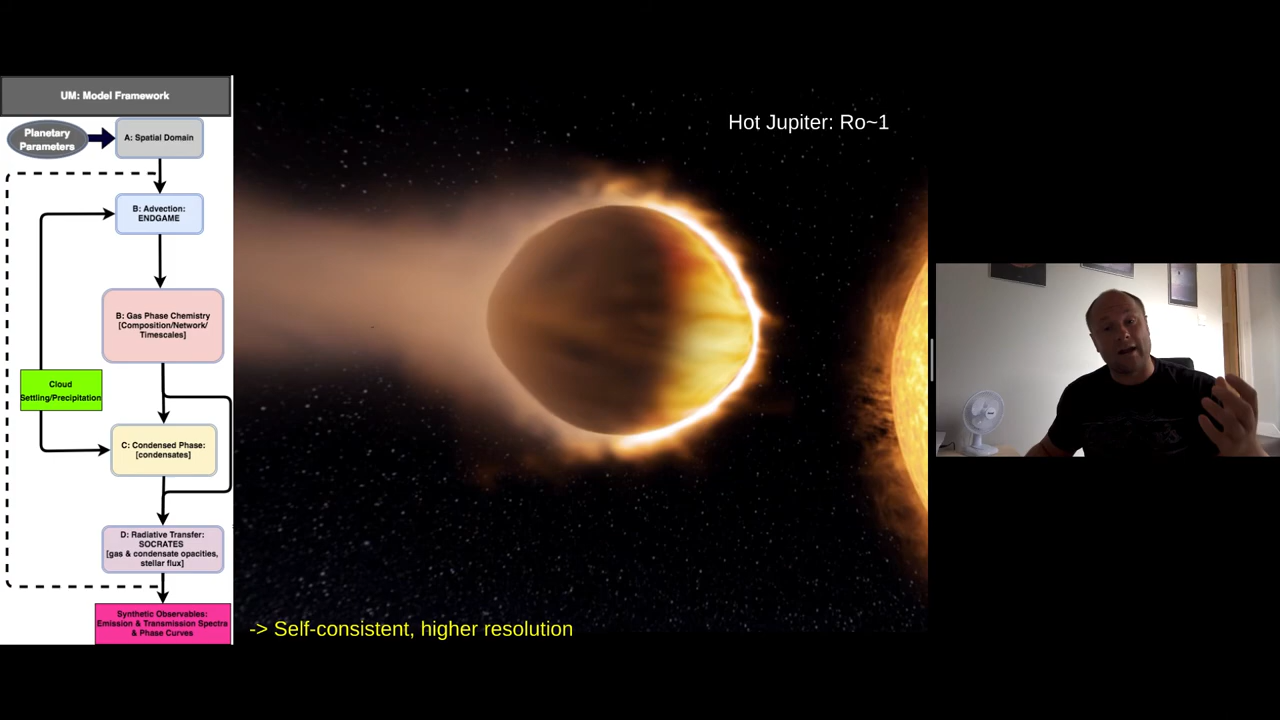 UM: Model Framework
Planetary
Parameters
A: Spatial Domain
B: Advection:
ENDGAME
B: Gas Phase Chemistry
[Composition/Network/
Timescales]
Cloud
Settling/Precipitation
C: Condensed Phase:
[condensates]
D: Radiative Transfer:
SOCRATES
[gas & condensate opacities,
stellar flux]
Synthetic Observables:
Emission & Transmission Spectra
& Phase Curves
Hot Jupiter: Ro~1
-> Self-consistent, higher resolution